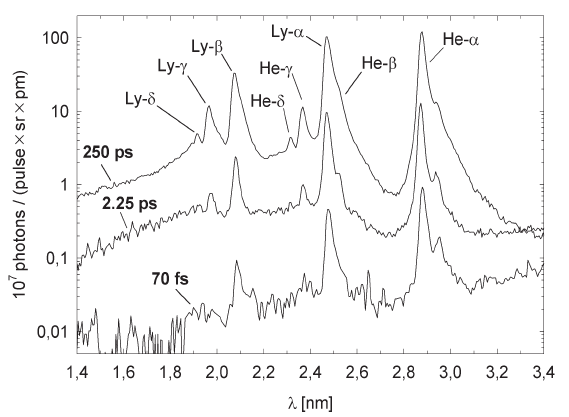 10⁷ photons / (pulse × sr × pm)
100
10
1
0,1
0,01
Ly-α
He-α
Ly-β
He-β
Ly-γ
He-γ
Ly-δ
He-δ
250 ps
2.25 ps
70 fs
1,4 1,6 1,8 2,0 2,2 2,4 2,6 2,8 3,0 3,2 3,4
λ [nm]